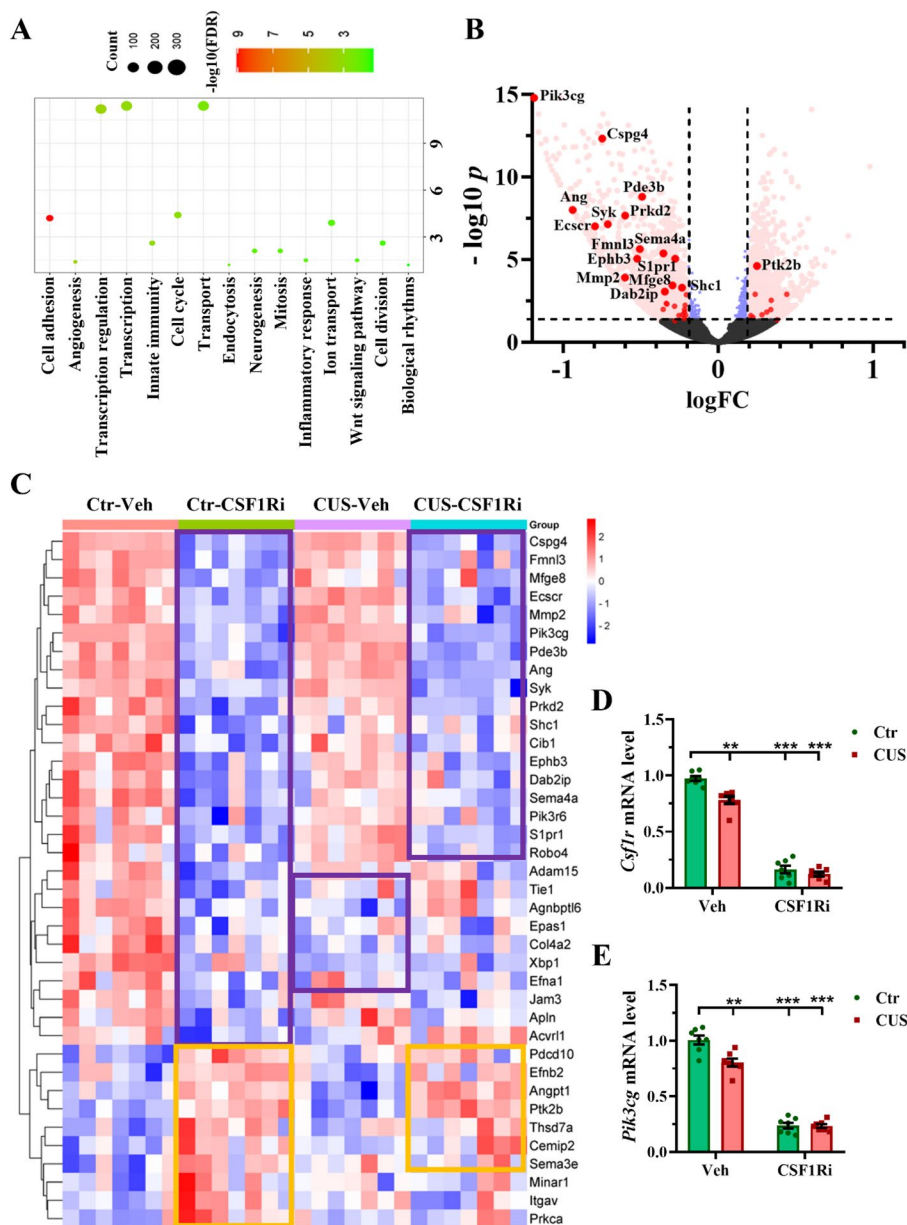 A
Count
100
200
300
-log10(FDR)
9
7
5
3
9
6
3
Cell adhesion
Angiogenesis
Transcription regulation
Transcription
Innate immunity
Cell cycle
Transport
Endocytosis
Neurogenesis
Mitosis
Inflammatory response
Ion transport
Wnt signaling pathway
Cell division
Biological rhythms
B
15
10
5
0
- log10 p
Pik3cg
Cspg4
Pde3b
Ang
Syk
Prkd2
Ecscr
Fmnl3
Sema4a
Ephb3
S1pr1
Mmp2
Mfge8
Shc1
Dab2ip
Ptk2b
-1
0
1
logFC
C
Ctr-Veh
Ctr-CSF1Ri
CUS-Veh
CUS-CSF1Ri
Group
2
1
0
-1
-2
Cspg4
Fmnl3
Mfge8
Ecscr
Mmp2
Pik3cg
Pde3b
Ang
Syk
Prkd2
Shc1
Cib1
Ephb3
Dab2ip
Sema4a
Pik3r6
S1pr1
Robo4
Adam15
Tie1
Agnbptl6
Epas1
Col4a2
Xbp1
Efna1
Jam3
Apln
Acvrl1
Pdcd10
Efnb2
Angpt1
Ptk2b
Thsd7a
Cemip2
Sema3e
Minar1
Itgav
Prkca
D
Csf1r mRNA level
1.5
1.0
0.5
0.0
** *** ***
Ctr
CUS
Veh
CSF1Ri
E
Pik3cg mRNA level
1.5
1.0
0.5
0.0
** *** ***
Ctr
CUS
Veh
CSF1Ri